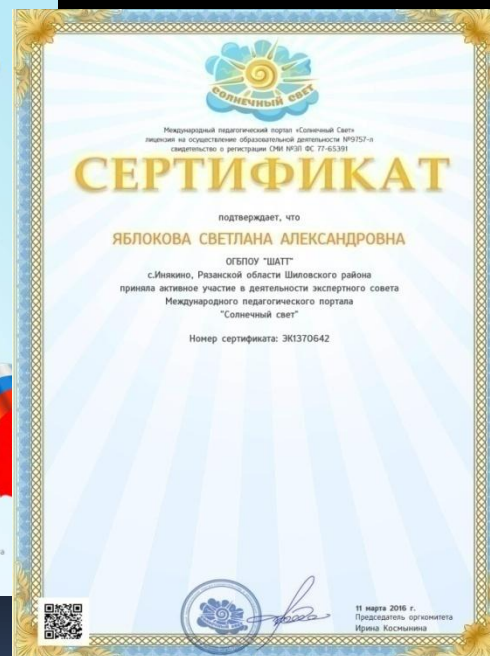 СОЛНЕЧНЫЙ СВЕТ
Международный педагогический портал «Солнечный Свет»
лицензия на осуществление образовательной деятельности №9757-л
свидетельство о регистрации СМИ №ЭЛ ФС 77-65391
СЕРТИФИКАТ
подтверждает, что
ЯБЛОКОВА СВЕТЛАНА АЛЕКСАНДРОВНА
ОГБПОУ "ШАТТ"
с.Инякино, Рязанской области Шиловского района
приняла активное участие в деятельности экспертного совета
Международного педагогического портала
"Солнечный свет"
Номер сертификата: ЭК1370642
11 марта 2016 г.
Председатель оргкомитета
Ирина Космынина